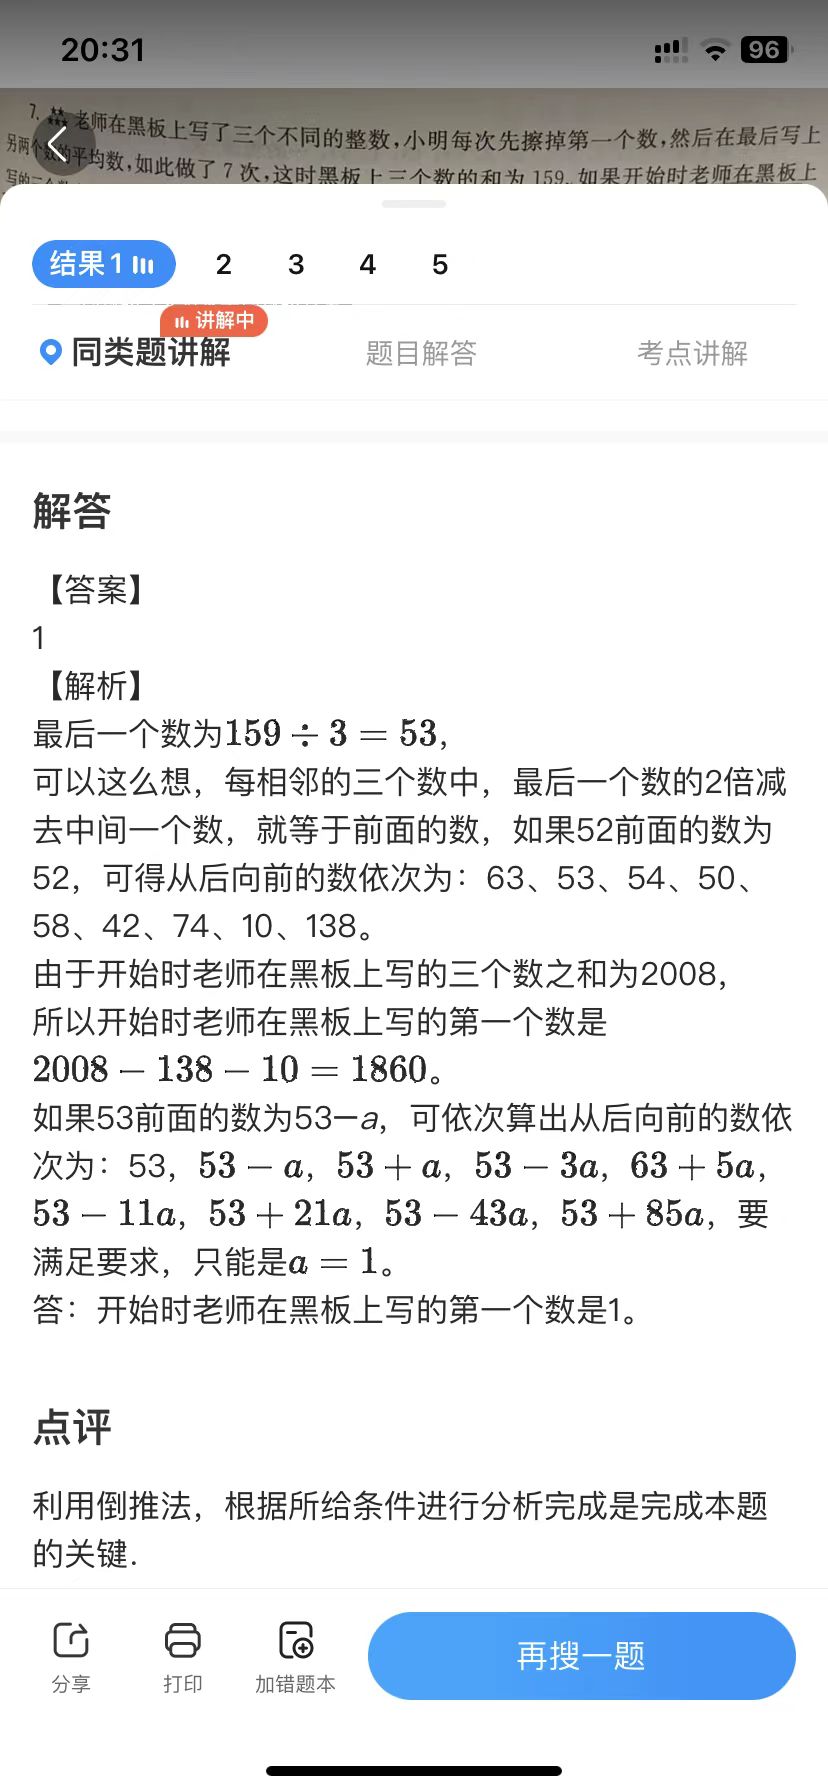 20:31
96
7. 老师在黑板上写了三个不同的整数,小明每次先擦掉第一个数,然后在最后写上
另两个数的平均数,如此做了7次,这时黑板上三个数的和为159.如果开始时老师在黑板上
结果1
2
3
4
5
讲解中
同类题讲解
题目解答
考点讲解
解答
【答案】
1
【解析】
最后一个数为159 ÷ 3 = 53,
可以这么想，每相邻的三个数中，最后一个数的2倍减
去中间一个数，就等于前面的数，如果52前面的数为
52，可得从后向前的数依次为：63、53、54、50、
58、42、74、10、138。
由于开始时老师在黑板上写的三个数之和为2008，
所以开始时老师在黑板上写的第一个数是
2008 − 138 − 10 = 1860。
如果53前面的数为53−a，可依次算出从后向前的数依
次为：53，53 − a，53 + a，53 − 3a，63 + 5a，
53 − 11a，53 + 21a，53 − 43a，53 + 85a，要
满足要求，只能是a = 1。
答：开始时老师在黑板上写的第一个数是1。
点评
利用倒推法，根据所给条件进行分析完成是完成本题
的关键.
分享
打印
加错题本
再搜一题